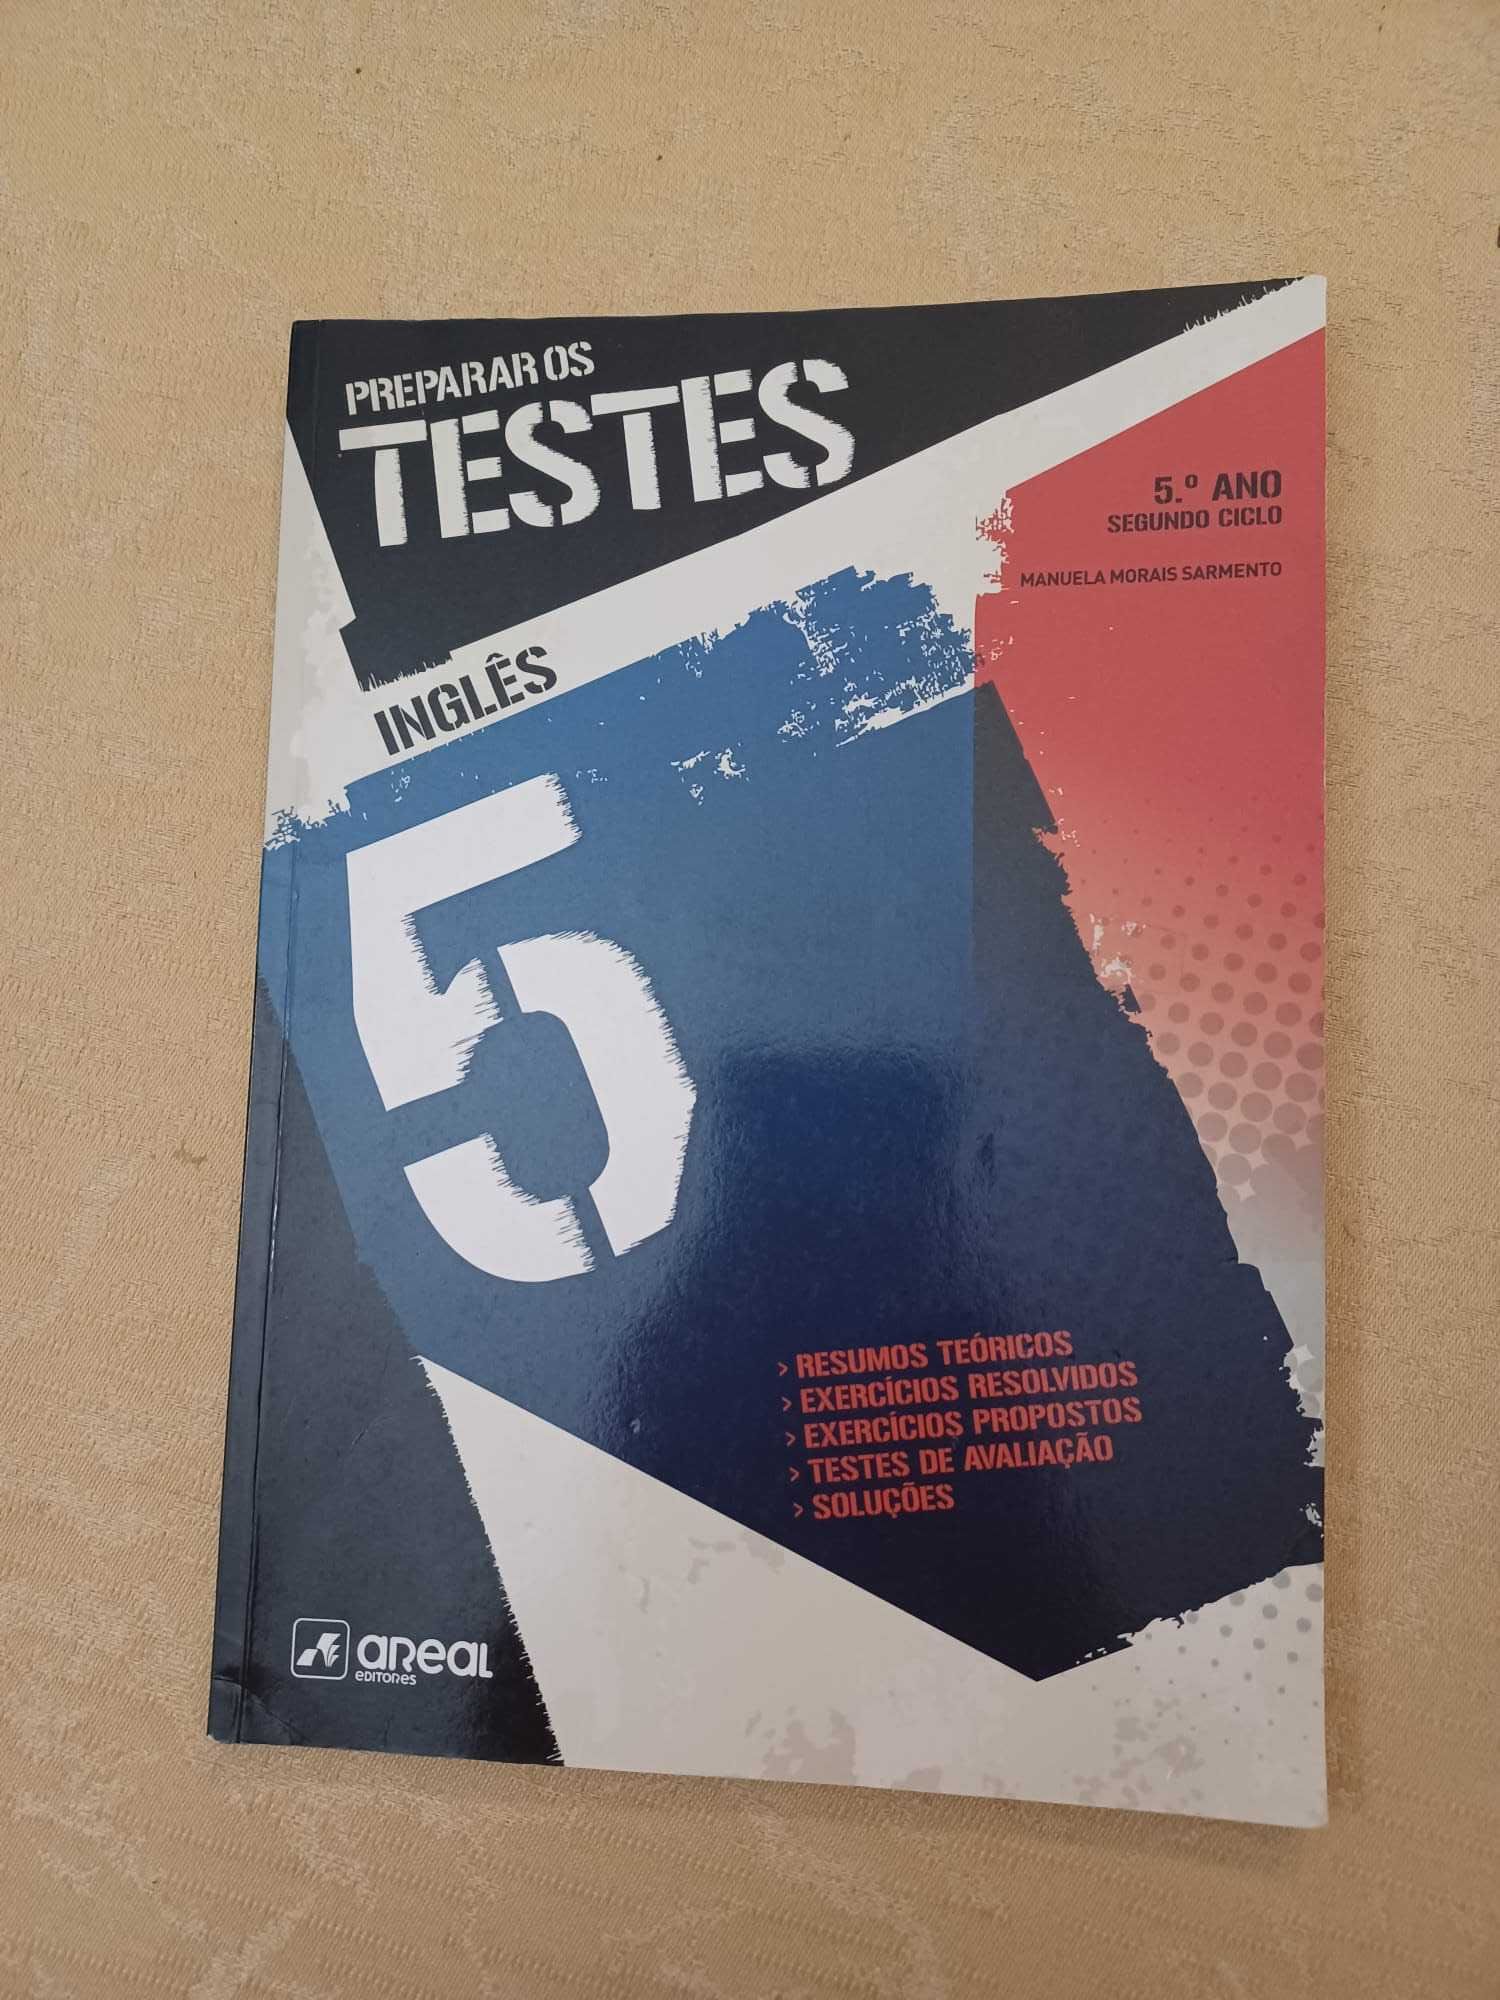 PREPARAR OS
TESTES
5.º ANO
SEGUNDO CICLO
MANUELA MORAIS SARMENTO
INGLÊS
5
> RESUMOS TEÓRICOS
> EXERCÍCIOS RESOLVIDOS
> EXERCÍCIOS PROPOSTOS
> TESTES DE AVALIAÇÃO
> SOLUÇÕES
aReaL
EDITORES